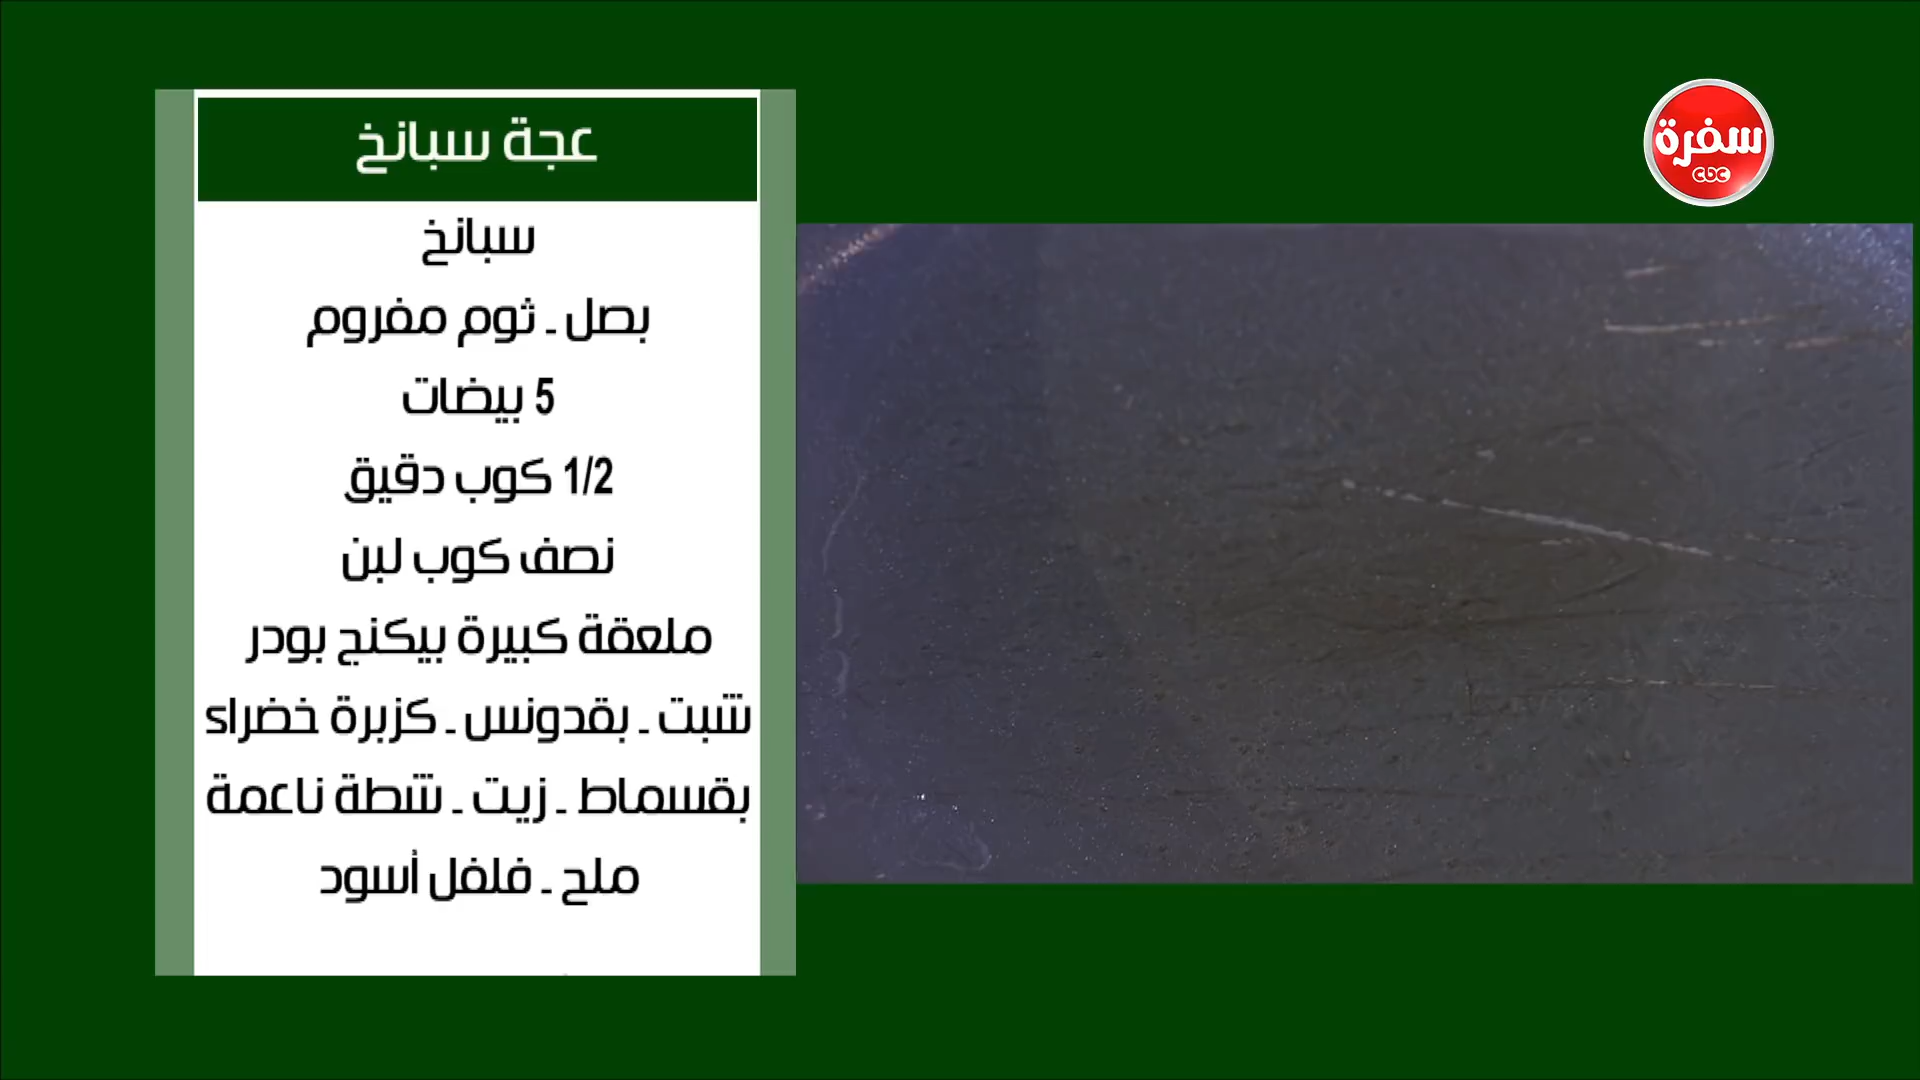 عجة سبانخ
سبانخ
بصل - ثوم مفروم
5 بيضات
1/2 كوب دقيق
نصف كوب لبن
ملعقة كبيرة بيكنج بودر
شبت - بقدونس - كزبرة خضراء
بقسماط - زيت - شطة ناعمة
ملح - فلفل أسود
سفرة
cbc